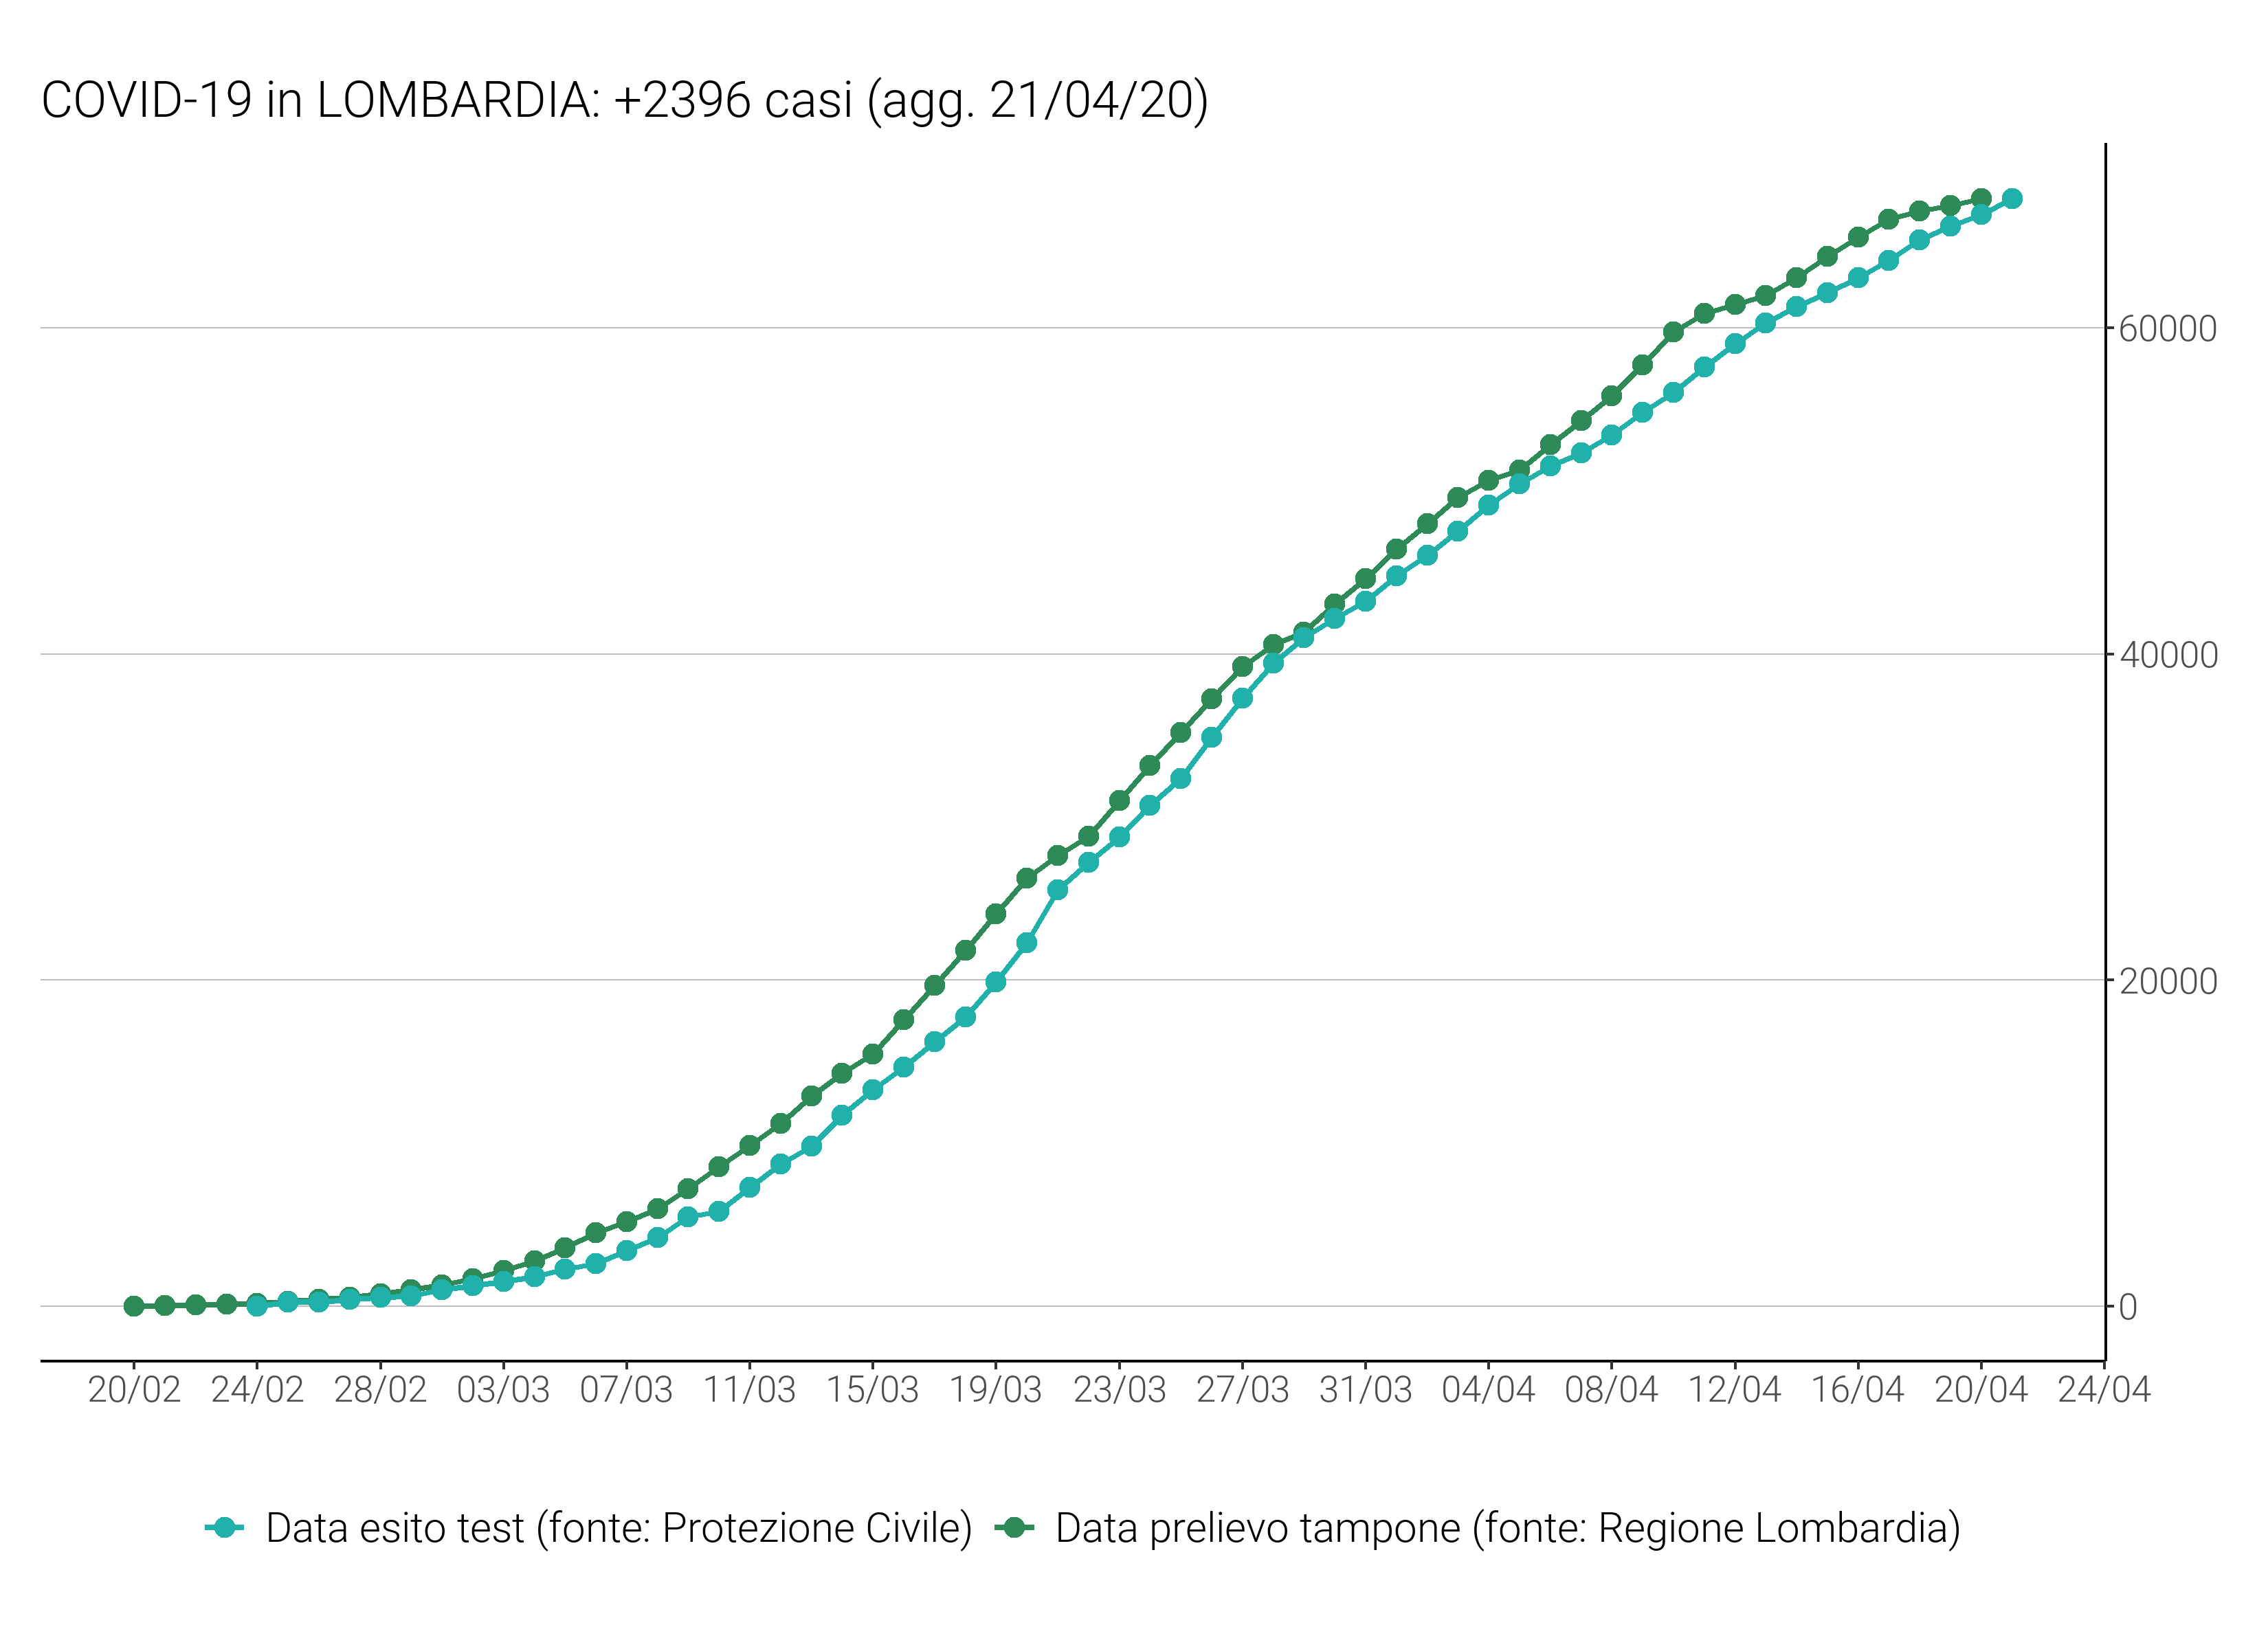 COVID-19 in LOMBARDIA: +2396 casi (agg. 21/04/20)
60000
40000
20000
0
20/02 24/02 28/02 03/03 07/03 11/03 15/03 19/03 23/03 27/03 31/03 04/04 08/04 12/04 16/04 20/04 24/04
Data esito test (fonte: Protezione Civile) Data prelievo tampone (fonte: Regione Lombardia)